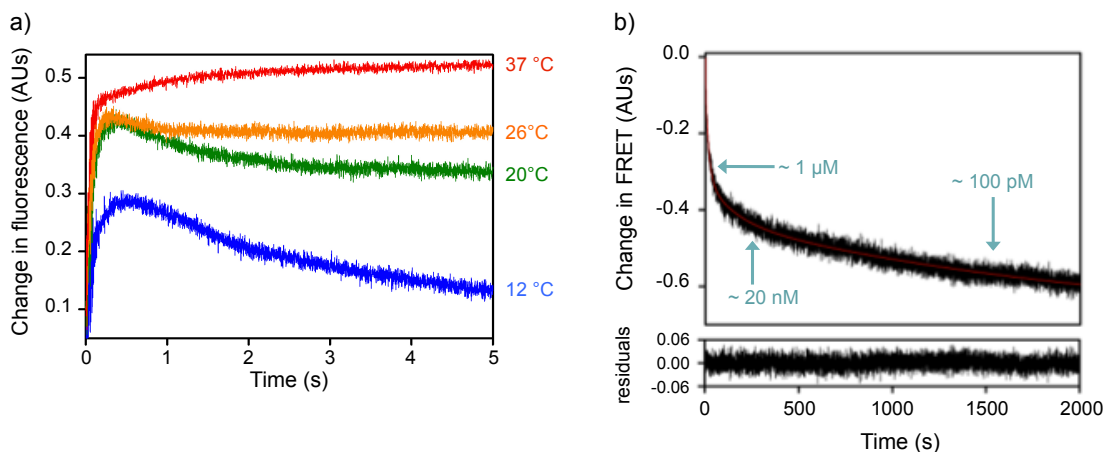 a)
Change in fluorescence (AUs)
0.5
0.4
0.3
0.2
0.1
0
1
2
3
4
5
Time (s)
37 °C
26°C
20°C
12 °C
b)
Change in FRET (AUs)
0.0
-0.2
-0.4
-0.6
~ 1 µM
~ 20 nM
~ 100 pM
residuals
0.06
0.00
-0.06
0
500
1000
1500
2000
Time (s)